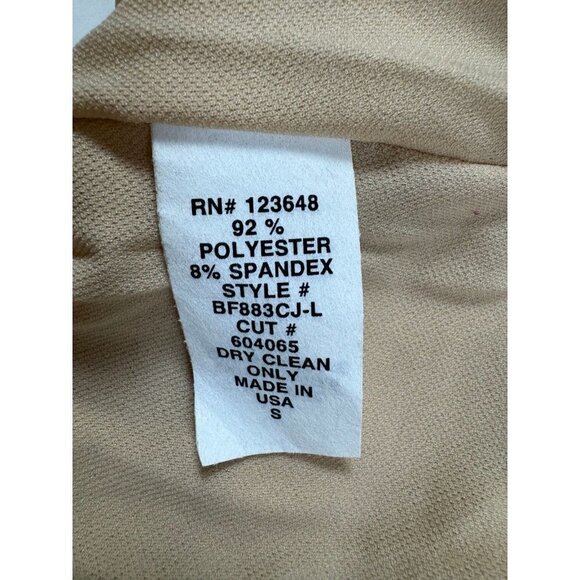 RN# 123648
92 %
POLYESTER
8% SPANDEX
STYLE #
BF883CJ-L
CUT #
604065
DRY CLEAN
ONLY
MADE IN
USA
S